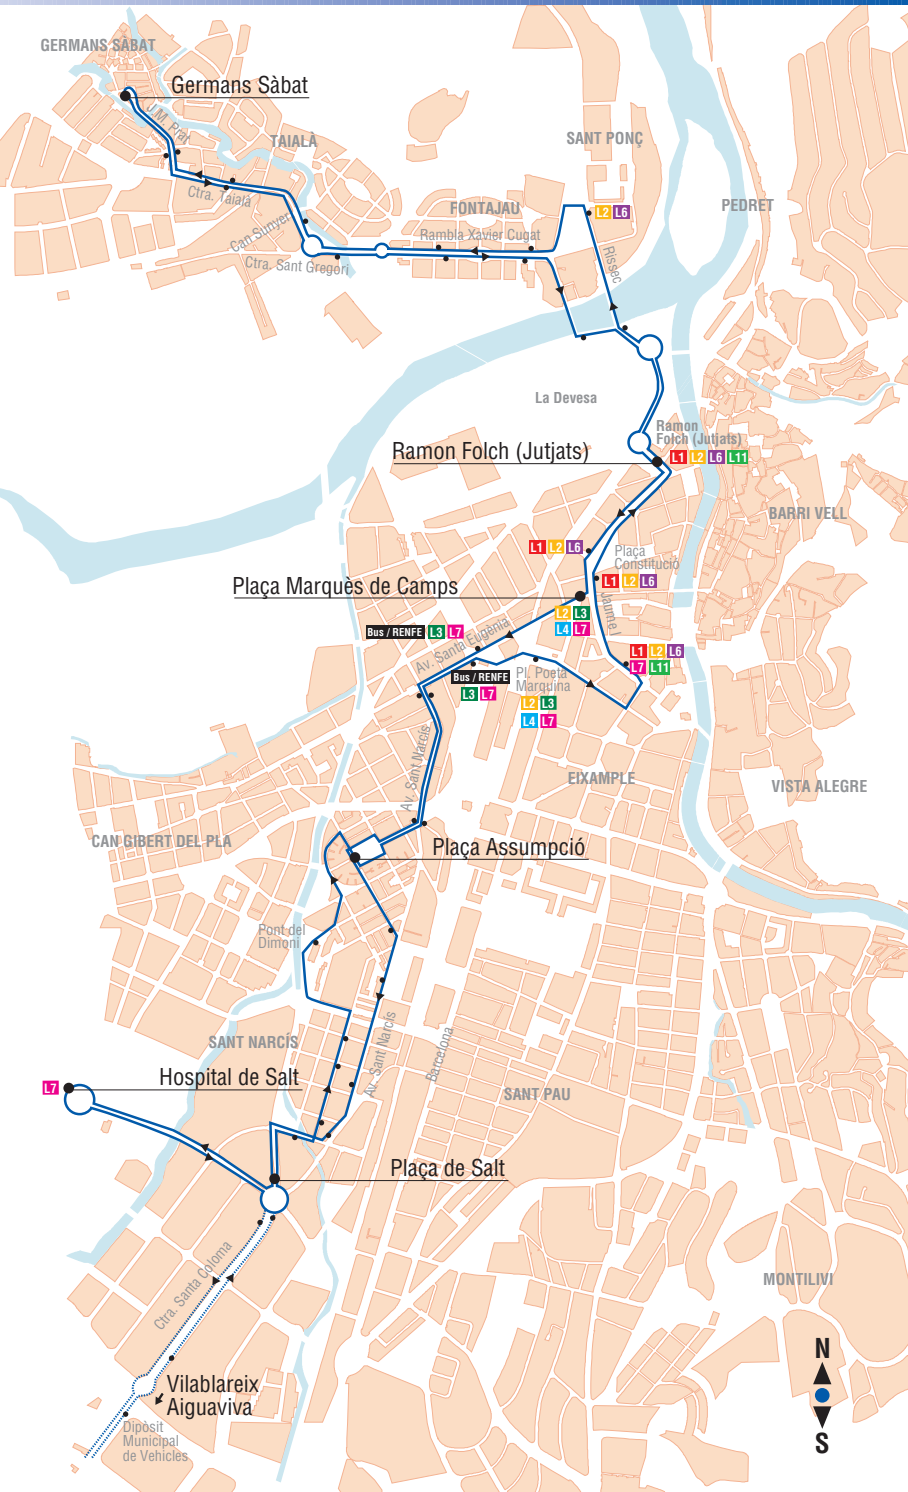 GERMANS SÀBAT
Germans Sàbat
J.M. Prat
TAIALÀ
SANT PONÇ
Ctra. Taialà
FONTAJAU
PEDRET
L2 L6
Can Sunyer
Rambla Xavier Cugat
Rissec
Ctra. Sant Gregori
La Devesa
Ramon
Folch (Jutjats)
Ramon Folch (Jutjats)
L1 L2 L6 L11
BARRI VELL
L1 L2 L6
Plaça
Constitució
Plaça Marquès de Camps
L1 L2 L6
Jaume I
L2 L3
L4 L7
Bus / RENFE L3 L7
Av. Santa Eugènia
L1 L2 L6
L7 L11
Bus / RENFE
L3 L7
Pl. Poeta
Marquina
L2 L3
L4 L7
Av. Sant Narcís
EIXAMPLE
VISTA ALEGRE
CAN GIBERT DEL PLA
Plaça Assumpció
Pont del
Dimoni
SANT NARCÍS
Av. Sant Narcís
Barcelona
L7
Hospital de Salt
SANT PAU
Plaça de Salt
Ctra. Santa Coloma
MONTILIVI
N
Vilablareix
Aiguaviva
Dipòsit
Municipal
de Vehicles
S